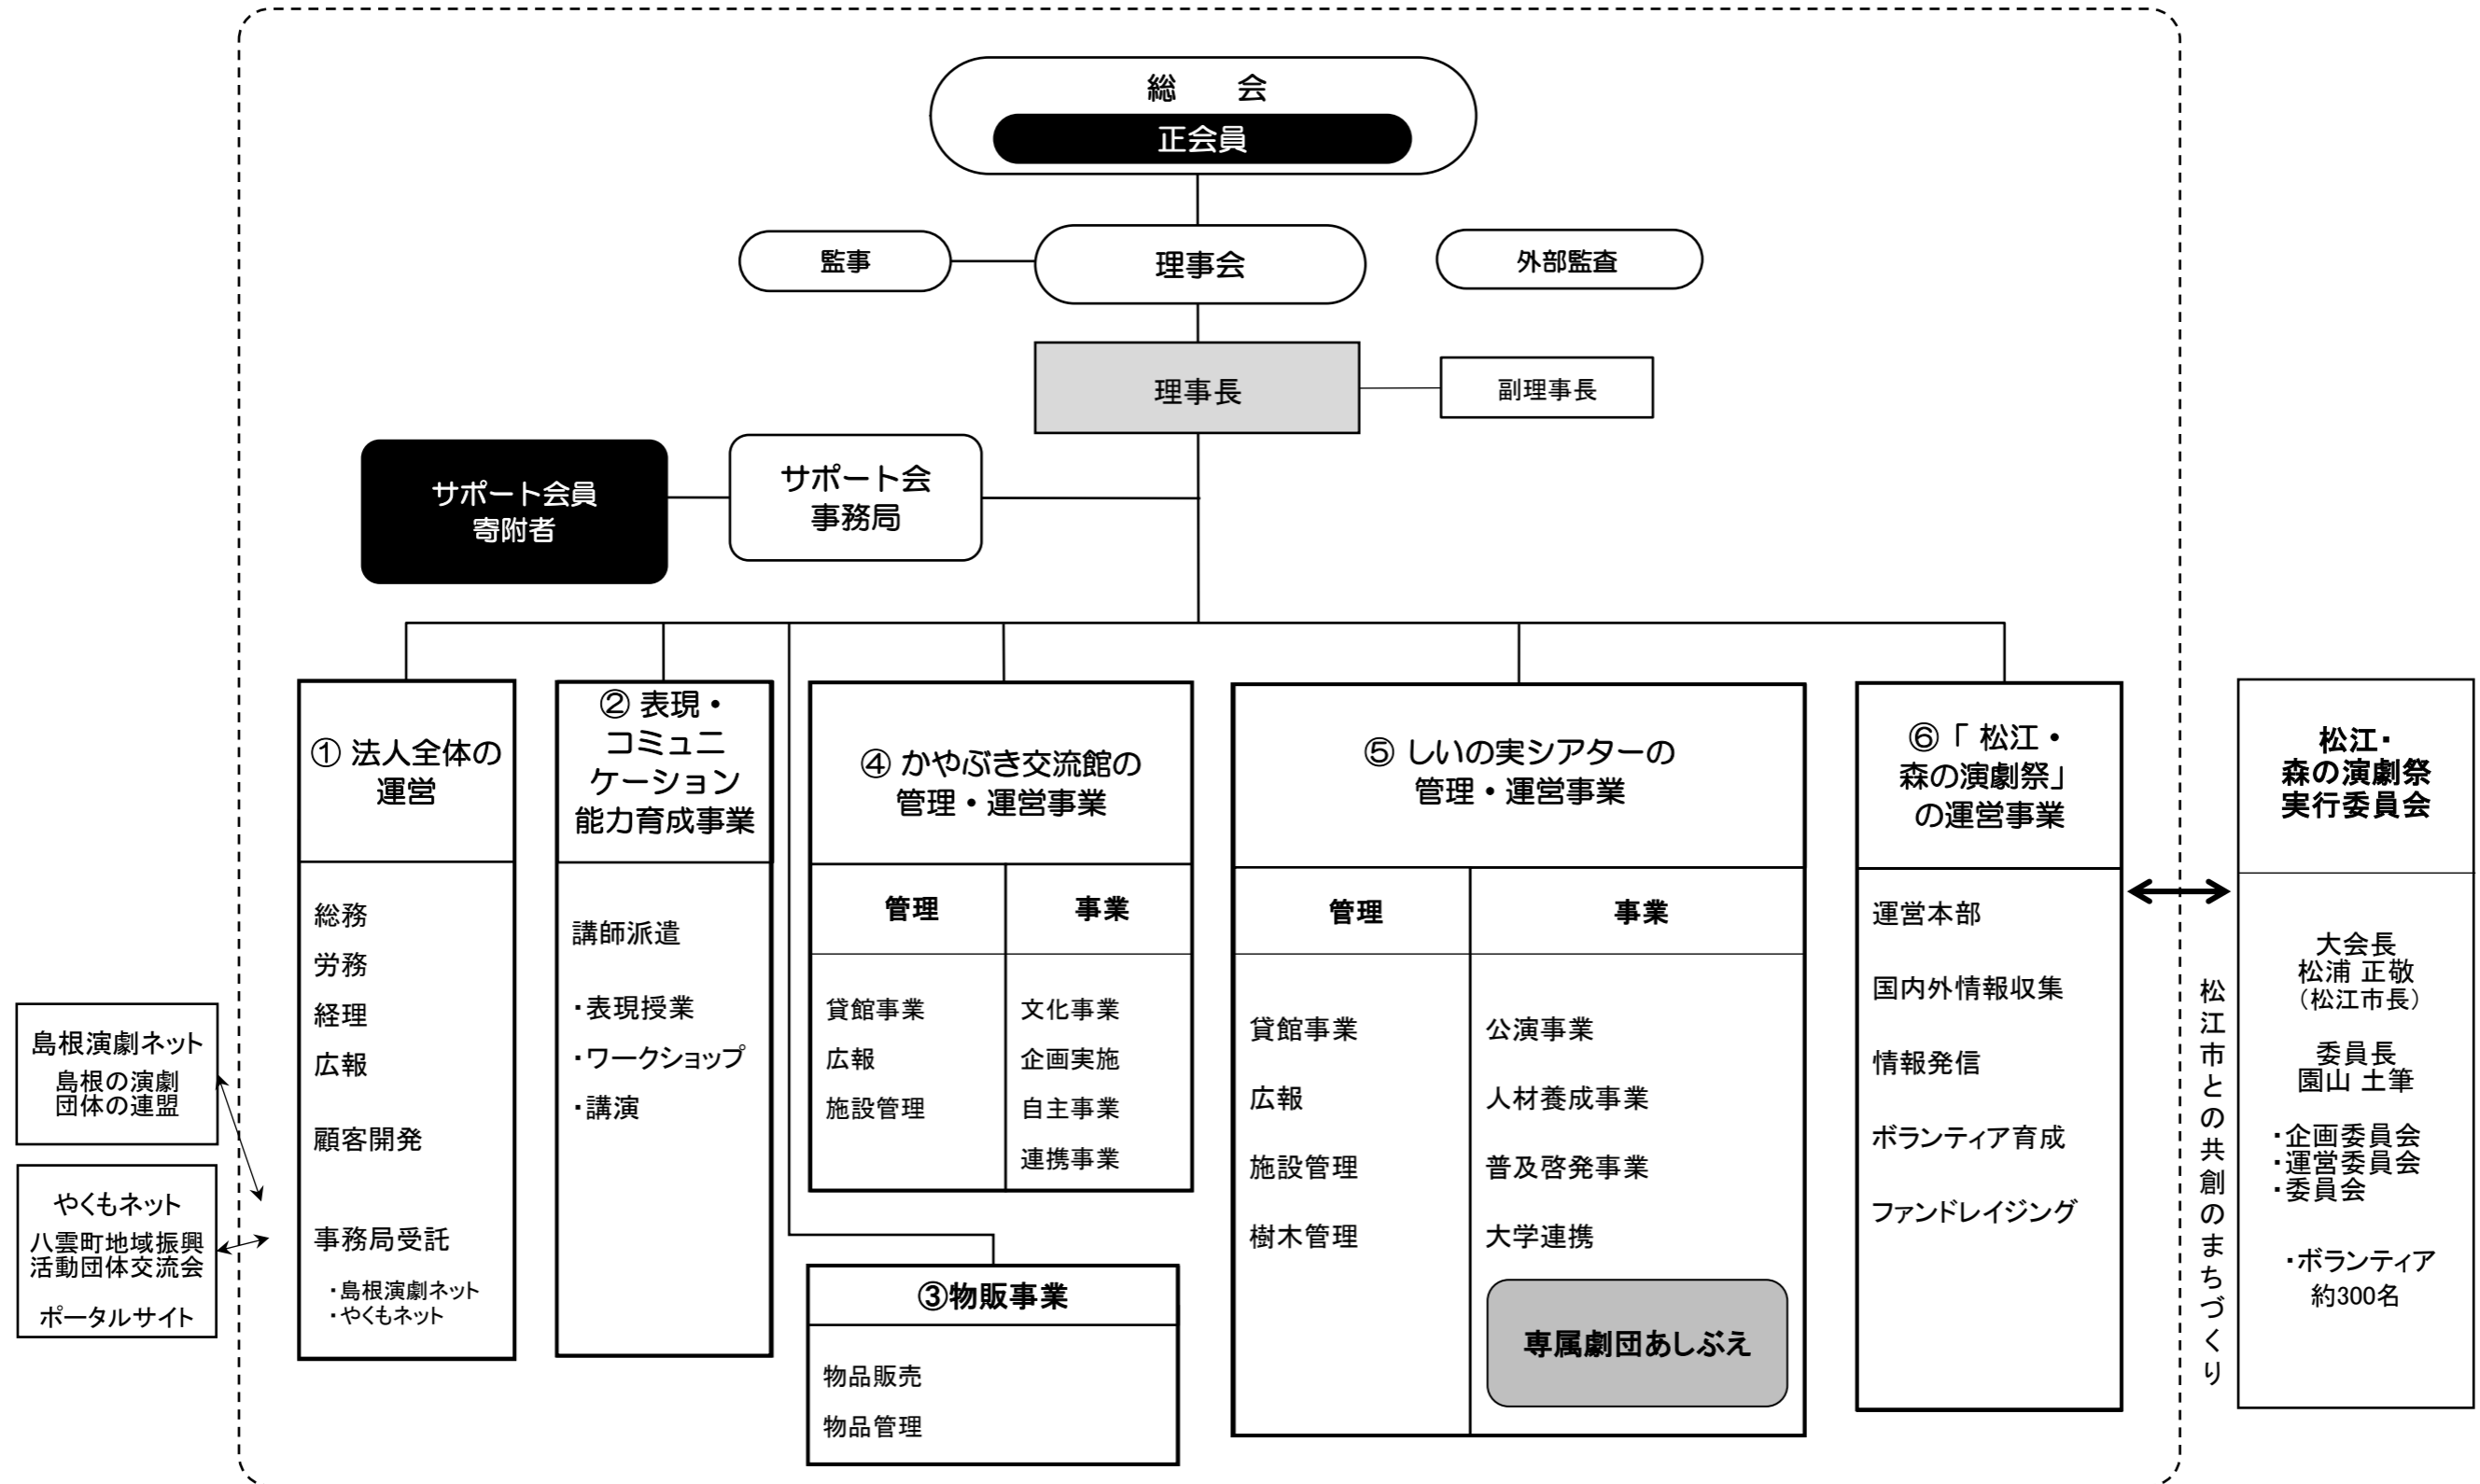 総　会
正会員
監事
理事会
外部監査
理事長
副理事長
サポート会員
寄附者
サポート会
事務局
① 法人全体の
運営
総務
労務
経理
広報
顧客開発
事務局受託
・島根演劇ネット
・やくもネット
② 表現・
コミュニ
ケーション
能力育成事業
講師派遣
・表現授業
・ワークショップ
・講演
④ かやぶき交流館の
管理・運営事業
管理
貸館事業
広報
施設管理
事業
文化事業
企画実施
自主事業
連携事業
③物販事業
物品販売
物品管理
⑤ しいの実シアターの
管理・運営事業
管理
貸館事業
広報
施設管理
樹木管理
事業
公演事業
人材養成事業
普及啓発事業
大学連携
専属劇団あしぶえ
⑥「 松江・
森の演劇祭」
の運営事業
運営本部
国内外情報収集
情報発信
ボランティア育成
ファンドレイジング
松江市との共創のまちづくり
松江・
森の演劇祭
実行委員会
大会長
松浦 正敬
（松江市長）
委員長
園山 土筆
・企画委員会
・運営委員会
・委員会
・ボランティア
約300名
島根演劇ネット
島根の演劇
団体の連盟
やくもネット
八雲町地域振興
活動団体交流会
ポータルサイト